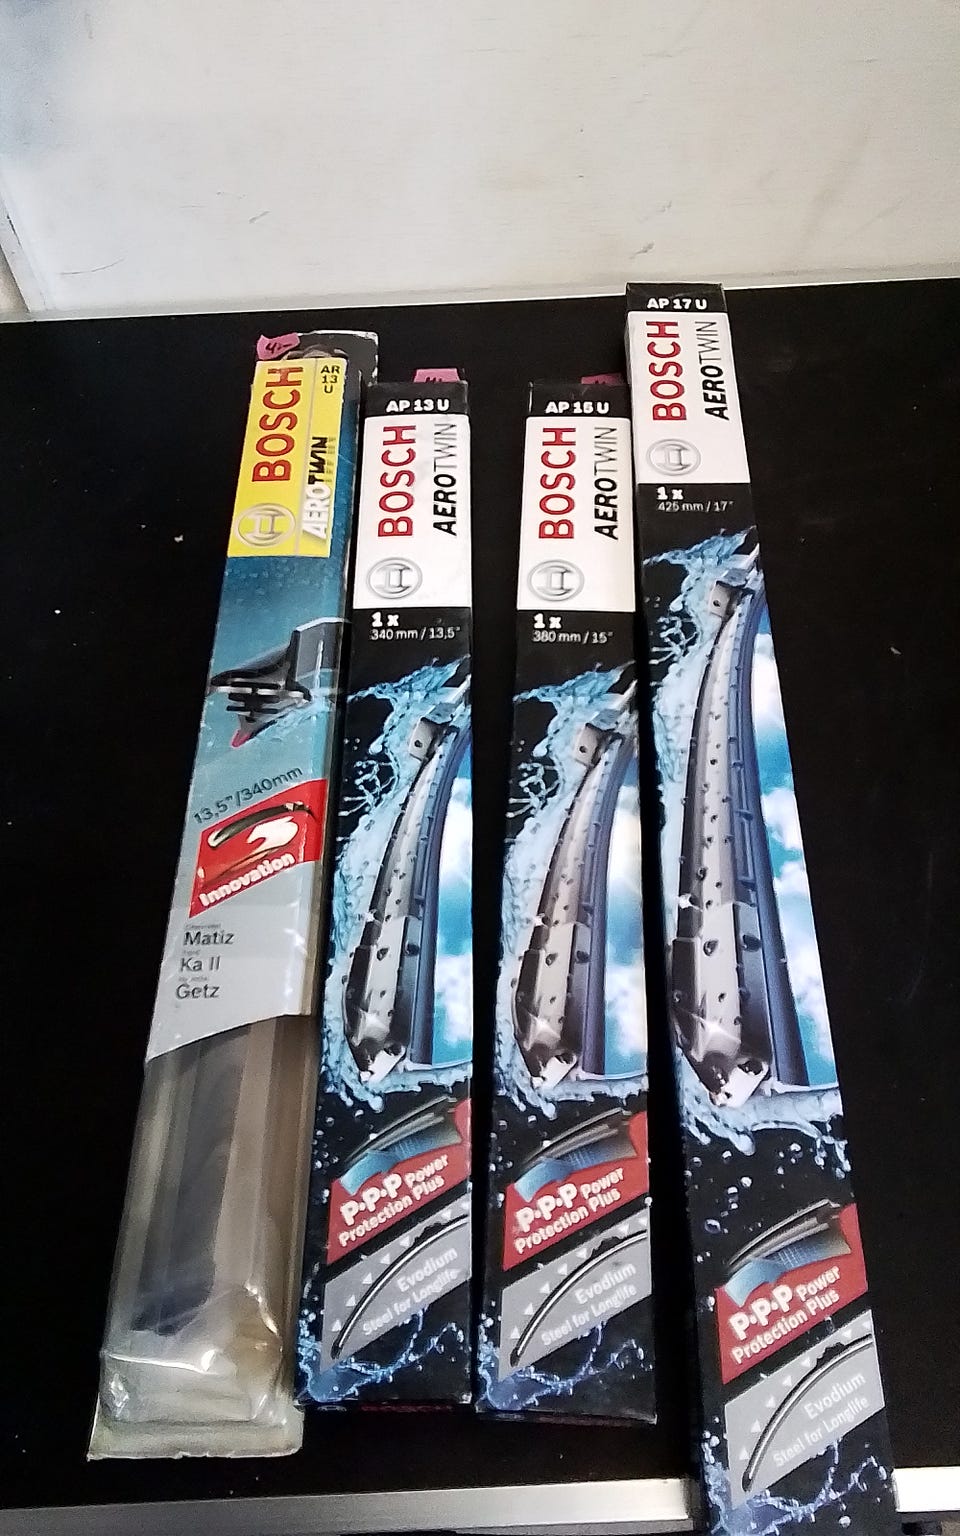 4,-
BOSCH
AEROTWIN
AR
13
U
13,5"/340mm
Innovation
Chevrolet
Matiz
Ka II
Getz
AP 13 U
BOSCH
AEROTWIN
1 x
340 mm / 13,5"
P•P•P Power
Protection Plus
Evodium
Steel for Longlife
AP 15 U
BOSCH
AEROTWIN
1 x
380 mm / 15"
P•P•P Power
Protection Plus
Evodium
Steel for Longlife
AP 17 U
BOSCH
AEROTWIN
1 x
425 mm / 17"
P•P•P Power
Protection Plus
Evodium
Steel for Longlife